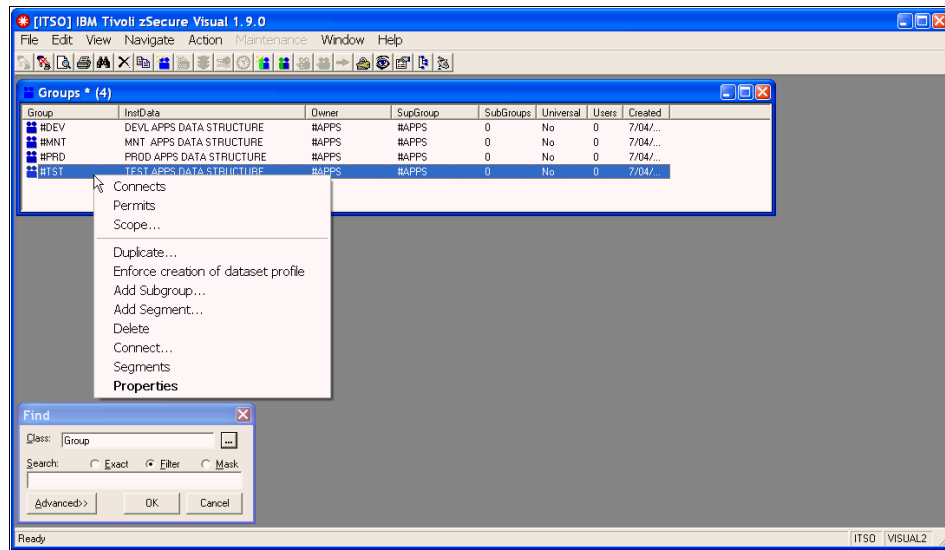 [ITSO] IBM Tivoli zSecure Visual 1.9.0
File Edit View Navigate Action Maintenance Window Help
Groups * (4)
Group InstData Owner SupGroup SubGroups Universal Users Created
#DEV DEVL APPS DATA STRUCTURE #APPS #APPS 0 No 0 7/04/...
#MNT MNT APPS DATA STRUCTURE #APPS #APPS 0 No 0 7/04/...
#PRD PROD APPS DATA STRUCTURE #APPS #APPS 0 No 0 7/04/...
#TST TEST APPS DATA STRUCTURE #APPS #APPS 0 No 0 7/04/...
Connects
Permits
Scope...
Duplicate...
Enforce creation of dataset profile
Add Subgroup...
Add Segment...
Delete
Connect...
Segments
Properties
Find
Class: Group ...
Search: Exact Filter Mask
Advanced>> OK Cancel
Ready ITSO VISUAL2